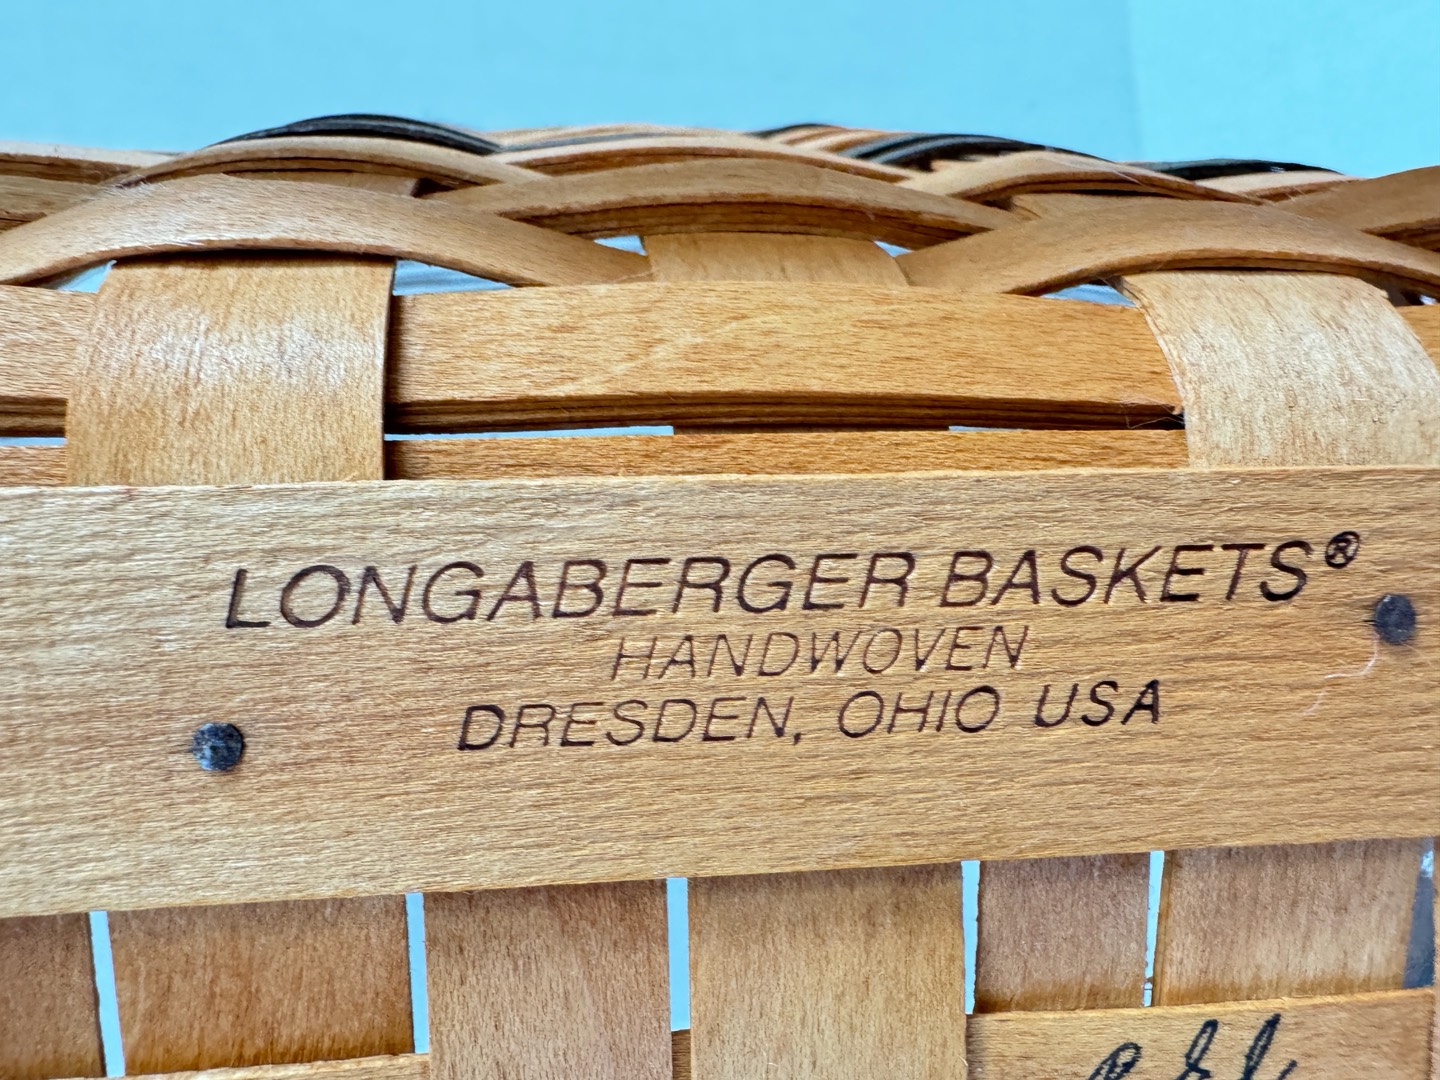 LONGABERGER BASKETS®
HANDWOVEN
DRESDEN, OHIO USA